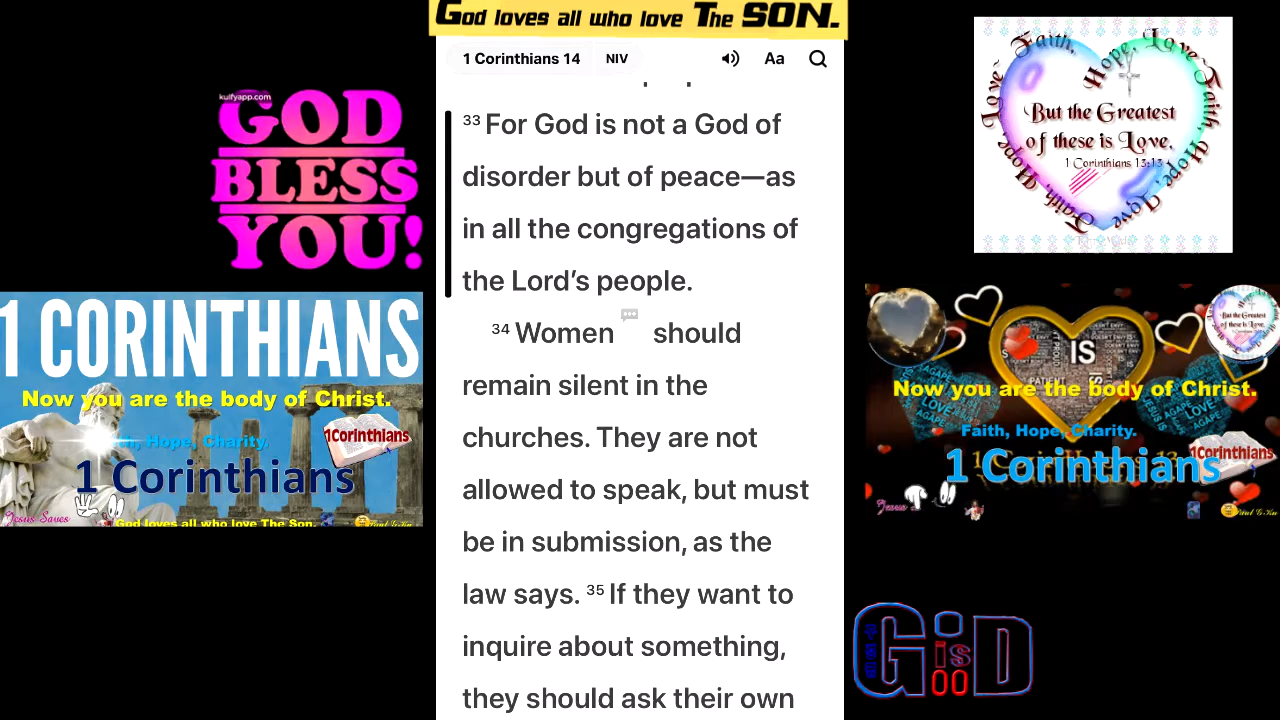 God loves all who love The SON.
1 Corinthians 14 NIV Aa
33 For God is not a God of
disorder but of peace—as
in all the congregations of
the Lord's people.
34 Women should
remain silent in the
churches. They are not
allowed to speak, but must
be in submission, as the
law says. 35 If they want to
inquire about something,
they should ask their own
kulfyapp.com
GOD
BLESS
YOU!
1 CORINTHIANS
Now you are the body of Christ.
Hope, Charity.
1Corinthians
1 Corinthians
Jesus Saves
God loves all who love The Son.
Faith, Hope, Love
But the Greatest
of these is Love.
1 Corinthians 13:13
IS
Now you are the body of Christ.
Faith, Hope, Charity.
1Corinthians
1 Corinthians
GOD
is